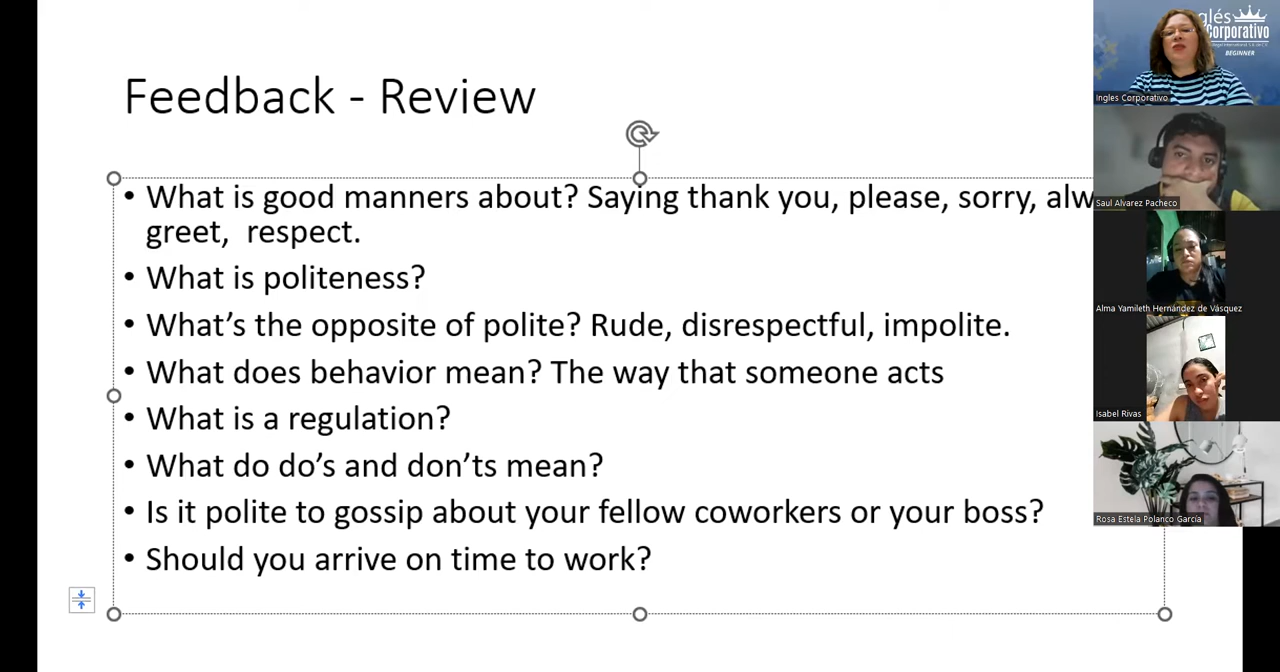 Feedback - Review
• What is good manners about? Saying thank you, please, sorry,
greet, respect.
• What is politeness?
• What's the opposite of polite? Rude, disrespectful, impolite.
• What does behavior mean? The way that someone acts
• What is a regulation?
• What do do's and don'ts mean?
• Is it polite to gossip about your fellow coworkers or your boss?
• Should you arrive on time to work?
glés
Corporativo
BEGINNER
Ingles Corporativo
Saul Alvarez Pacheco
Alma Yamileth Hernández de Vásquez
Isabel Rivas
Rosa Estela Polanco García